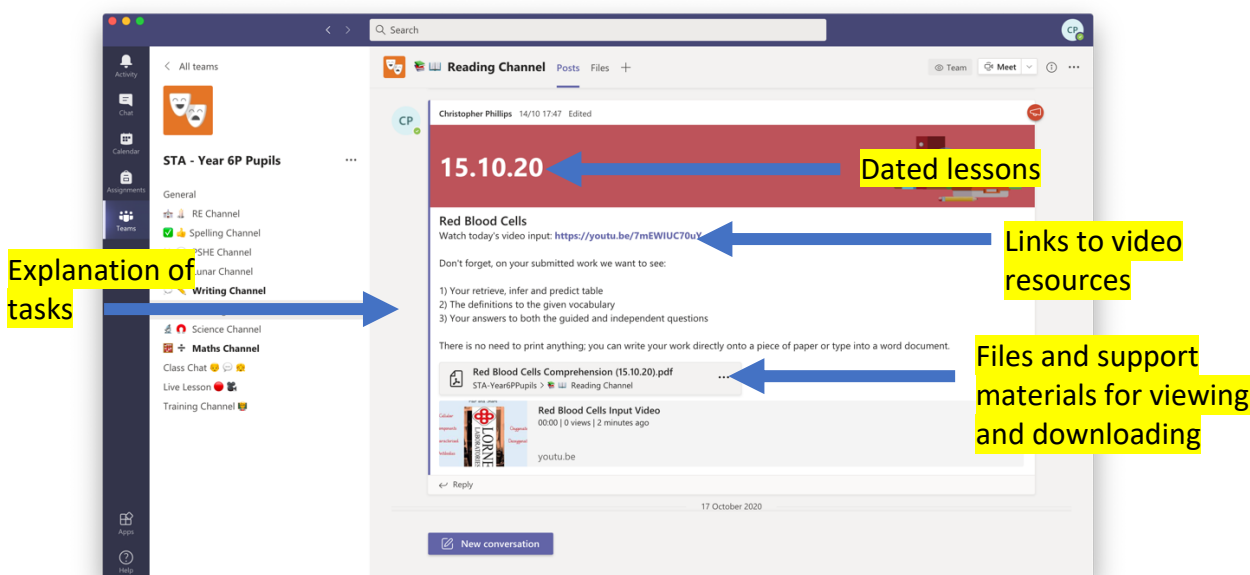 Search
CP
Activity
Chat
Calendar
Assignments
Teams
Apps
Help
All teams
STA - Year 6P Pupils
General
RE Channel
Spelling Channel
PSHE Channel
Channel
Writing Channel
Science Channel
Maths Channel
Class Chat
Live Lesson
Training Channel
Reading Channel Posts Files
Team
Meet
CP
Christopher Phillips 14/10 17:47 Edited
15.10.20
Red Blood Cells
Watch today's video input: https://youtu.be/7mEWIUC70uY
Don't forget, on your submitted work we want to see:
1) Your retrieve, infer and predict table
2) The definitions to the given vocabulary
3) Your answers to both the guided and independent questions
There is no need to print anything; you can write your work directly onto a piece of paper or type into a word document.
Red Blood Cells Comprehension (15.10.20).pdf
STA-Year6PPupils > Reading Channel
LORNE
LABORATORIES
Red Blood Cells Input Video
00:00 | 0 views | 2 minutes ago
youtu.be
Reply
17 October 2020
New conversation
Dated lessons
Links to video
resources
Explanation of
tasks
Files and support
materials for viewing
and downloading